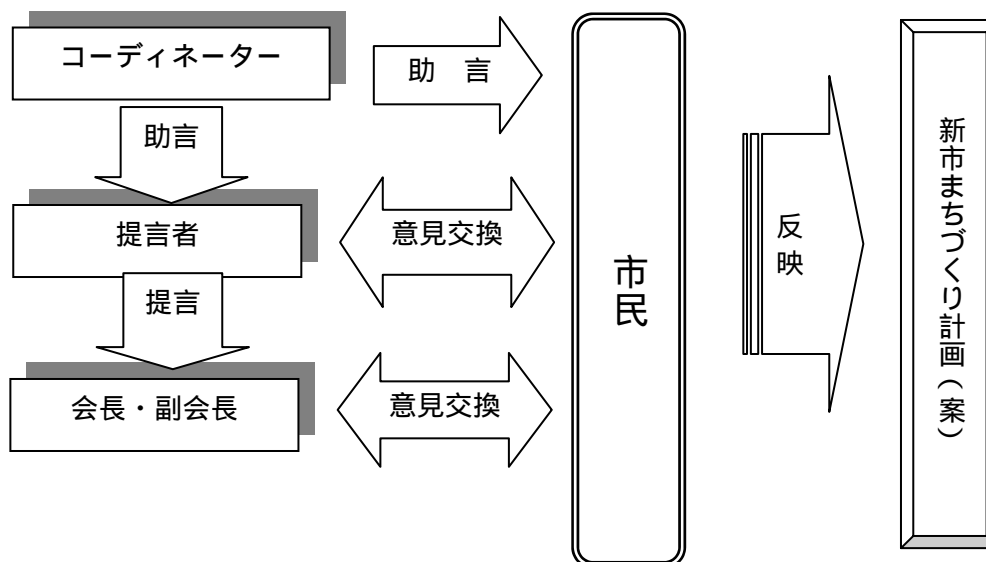 コーディネーター
助 言
助言
提言者
意見交換
提言
会長・副会長
意見交換
市民
反映
新市まちづくり計画(案)